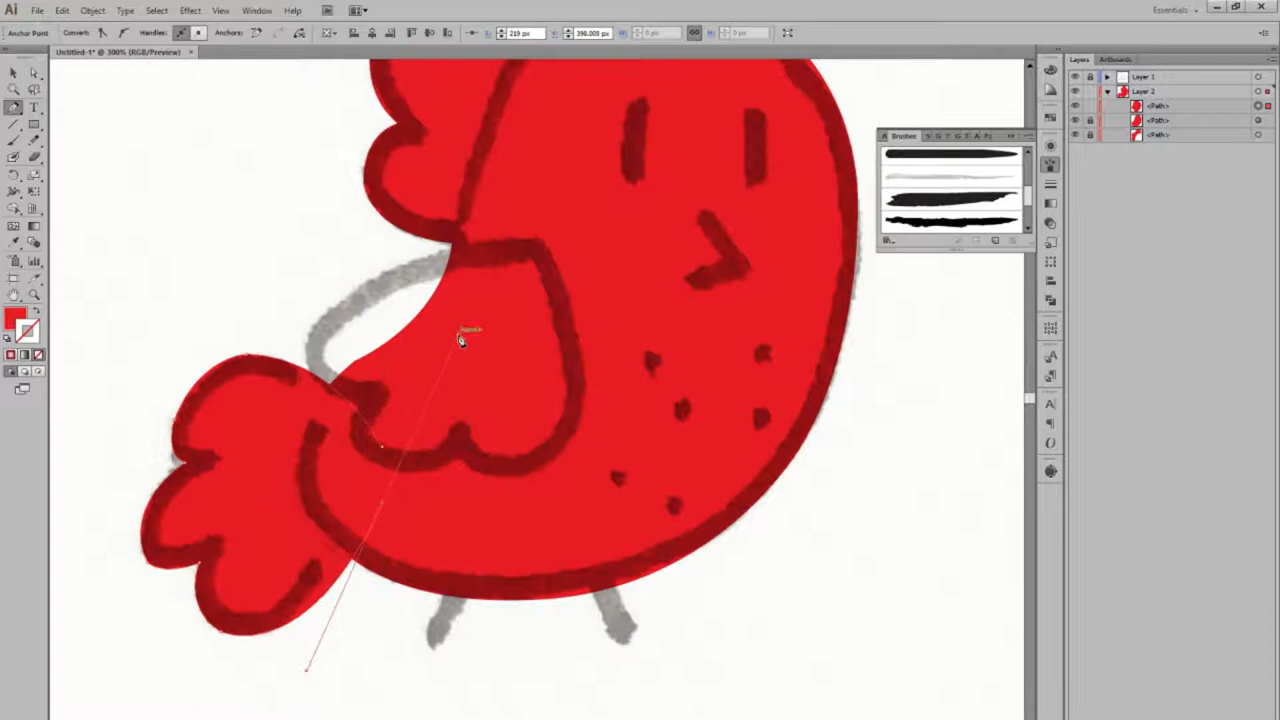 Ai File Edit Object Type Select Effect View Window Help Br Essentials
Anchor Point Convert: Handles: Anchors: 219 px 398.008 px 0 px 0 px
Untitled-1* @ 300% (RGB/Preview) ×
Layers Artboards
Layer 1
Layer 2
<Path>
<Path>
<Path>
Brushes